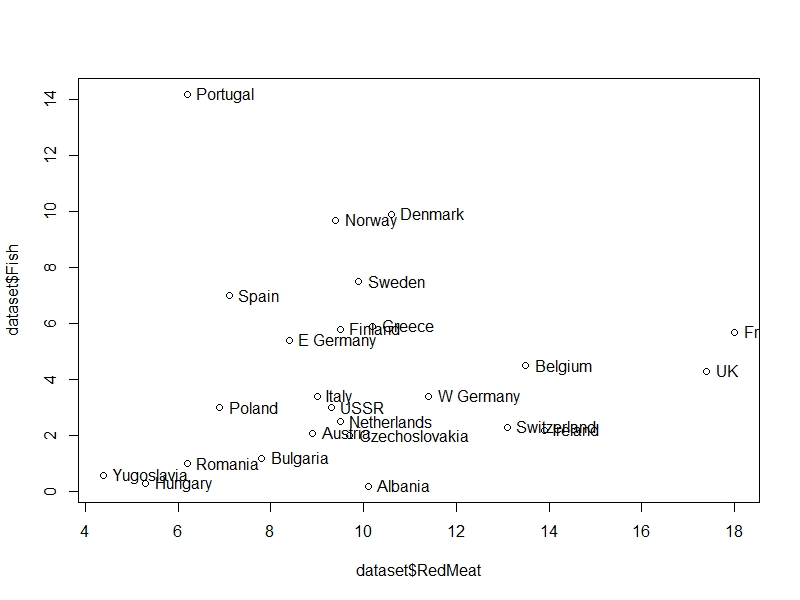 14
Portugal
12
10
Denmark
Norway
dataset$Fish
8
Sweden
Spain
6
Greece
Finland
Fr
E Germany
Belgium
UK
4
Italy
W Germany
Poland
USSR
Netherlands
Switzerland
Ireland
2
Austria
Czechoslovakia
Bulgaria
Romania
Yugoslavia
Hungary
Albania
0
4 6 8 10 12 14 16 18
dataset$RedMeat